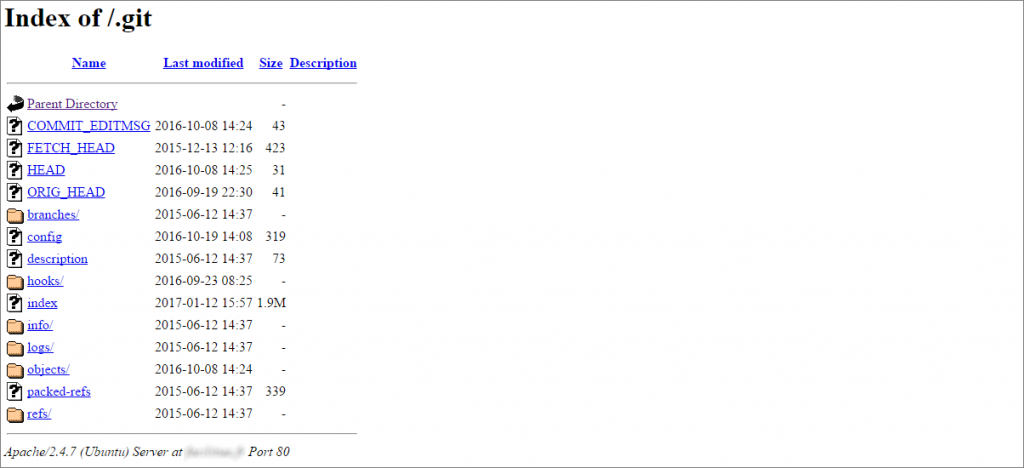 Index of /.git
Name Last modified Size Description
Parent Directory -
COMMIT_EDITMSG 2016-10-08 14:24 43
FETCH_HEAD 2015-12-13 12:16 423
HEAD 2016-10-08 14:25 31
ORIG_HEAD 2016-09-19 22:30 41
branches/ 2015-06-12 14:37 -
config 2016-10-19 14:08 319
description 2015-06-12 14:37 73
hooks/ 2016-09-23 08:25 -
index 2017-01-12 15:57 1.9M
info/ 2015-06-12 14:37 -
logs/ 2015-06-12 14:37 -
objects/ 2016-10-08 14:24 -
packed-refs 2015-06-12 14:37 339
refs/ 2015-06-12 14:37 -
Apache/2.4.7 (Ubuntu) Server at Port 80